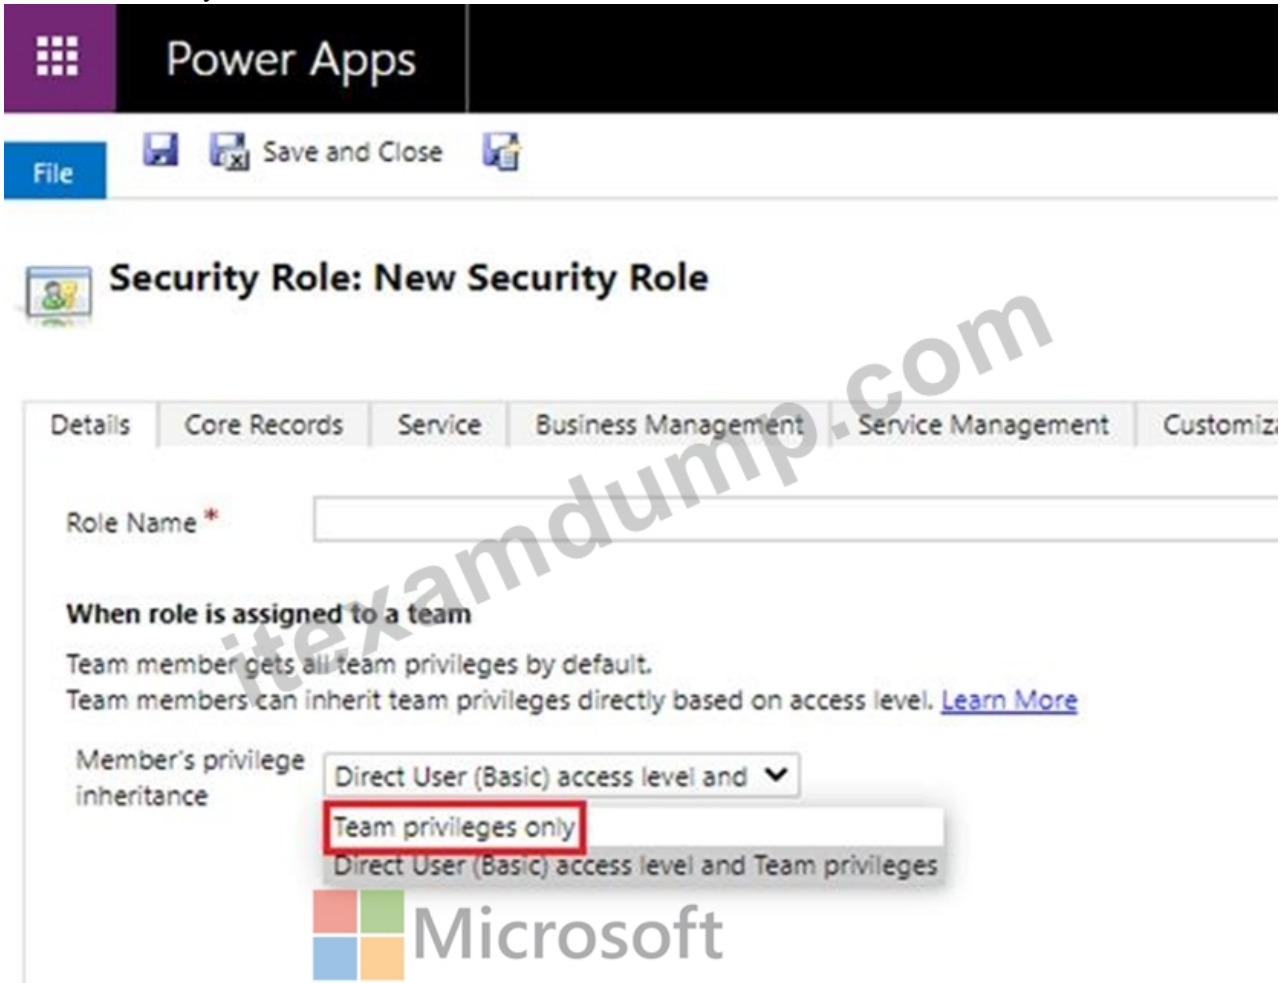 Power Apps
File
Save and Close
Security Role: New Security Role
Details Core Records Service Business Management Service Management Customiza
Role Name *
When role is assigned to a team
Team member gets all team privileges by default.
Team members can inherit team privileges directly based on access level. Learn More
Member's privilege inheritance
Direct User (Basic) access level and
Team privileges only
Direct User (Basic) access level and Team privileges
Microsoft
itexamdump.com